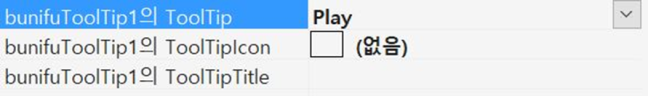 bunifuToolTip1의 ToolTip Play
bunifuToolTip1의 ToolTipIcon (없음)
bunifuToolTip1의 ToolTipTitle